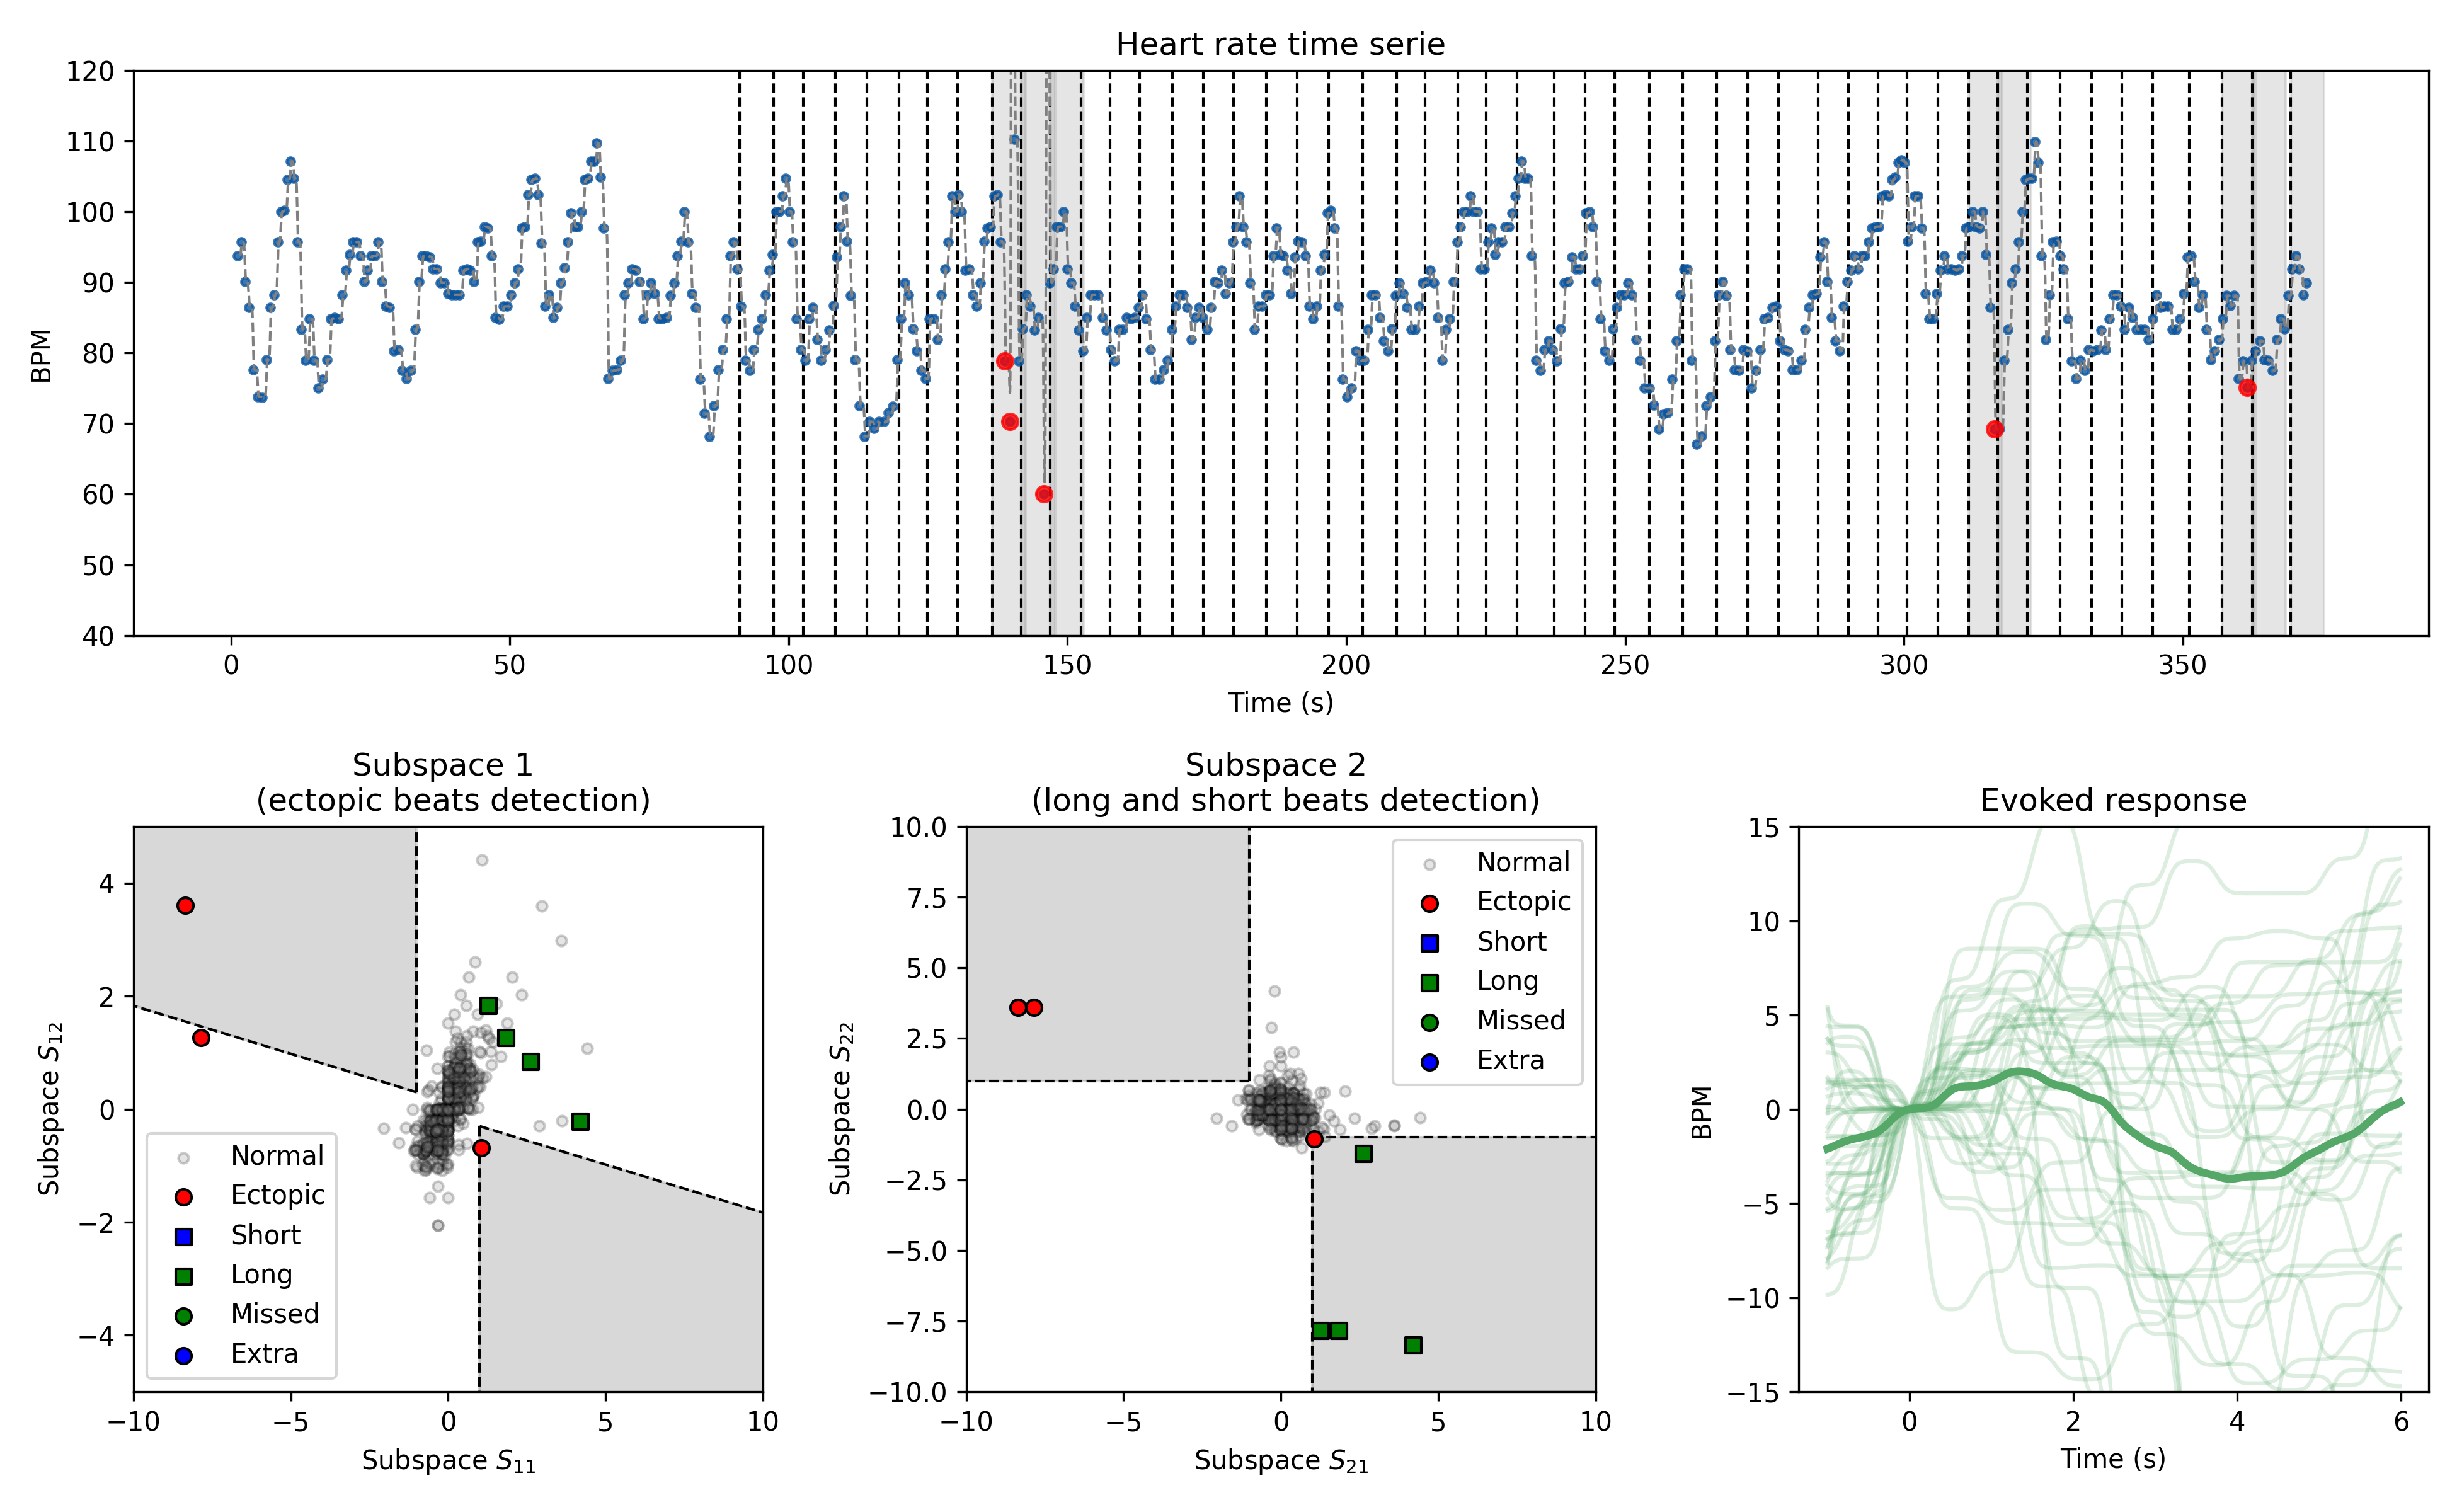 Heart rate time serie
120
110
100
90
80
70
60
50
40
BPM
0 50 100 150 200 250 300 350
Time (s)
Subspace 1
(ectopic beats detection)
4
2
0
−2
−4
Subspace S12
Normal
Ectopic
Short
Long
Missed
Extra
−10 −5 0 5 10
Subspace S11
Subspace 2
(long and short beats detection)
10.0
7.5
5.0
2.5
0.0
−2.5
−5.0
−7.5
−10.0
Subspace S22
Normal
Ectopic
Short
Long
Missed
Extra
−10 −5 0 5 10
Subspace S21
Evoked response
15
10
5
0
−5
−10
−15
BPM
0 2 4 6
Time (s)